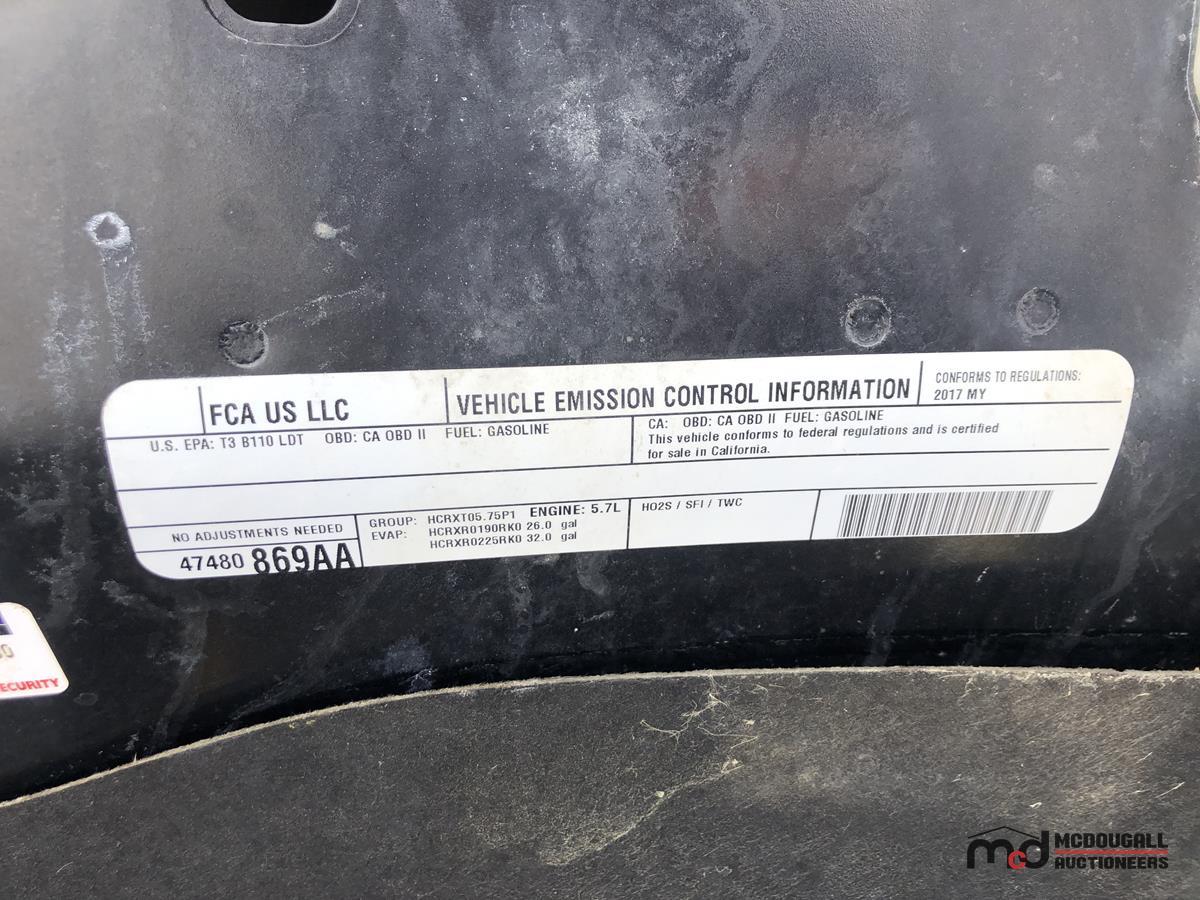 FCA US LLC
VEHICLE EMISSION CONTROL INFORMATION
CONFORMS TO REGULATIONS:
2017 MY
U.S. EPA: T3 B110 LDT OBD: CA OBD II FUEL: GASOLINE
CA: OBD: CA OBD II FUEL: GASOLINE
This vehicle conforms to federal regulations and is certified
for sale in California.
NO ADJUSTMENTS NEEDED
47480 869AA
GROUP: HCRXT05.75P1 ENGINE: 5.7L
EVAP: HCRXR0190RK0 26.0 gal
HCRXR0225RK0 32.0 gal
HO2S / SFI / TWC
ECURITY
mcd MCDOUGALL
AUCTIONEERS